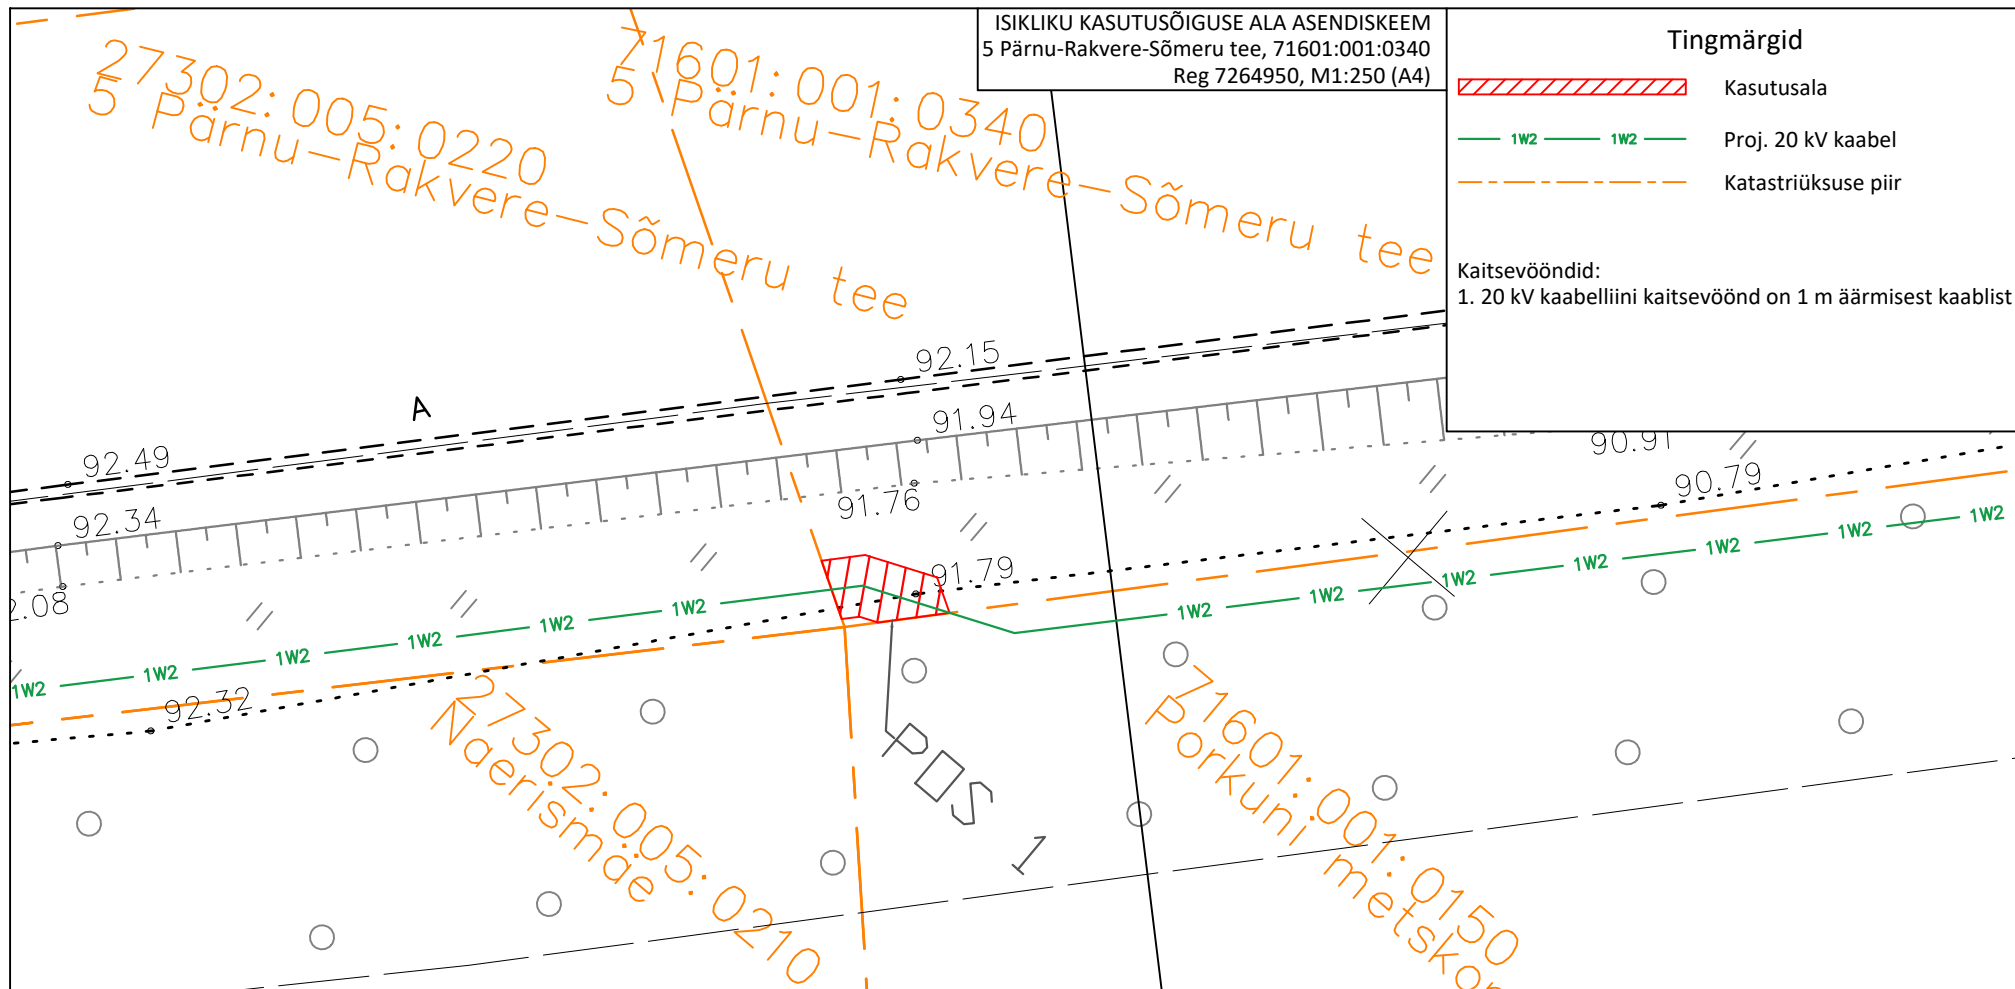 ISIKLIKU KASUTUSÕIGUSE ALA ASENDISKEEM
5 Pärnu-Rakvere-Sõmeru tee, 71601:001:0340
Reg 7264950, M1:250 (A4)
Tingmärgid
Kasutusala
1W2 1W2 Proj. 20 kV kaabel
Katastriüksuse piir
Kaitsevööndid:
1. 20 kV kaabelliini kaitsevöönd on 1 m äärmisest kaablist
27302:005:0220
5 Pärnu-Rakvere-Sõmeru tee
71601:001:0340
5 Pärnu-Rakvere-Sõmeru tee
92.15
A
91.94
92.49
90.91
90.79
91.76
92.34
91.79
2.08
1W2 1W2 1W2 1W2 1W2 1W2
1W2 1W2 1W2 1W2 1W2 1W2 1W2
92.32
27302:005:0210
Naerismäe
POS 1
71601:001:0150
Porkuni metskon